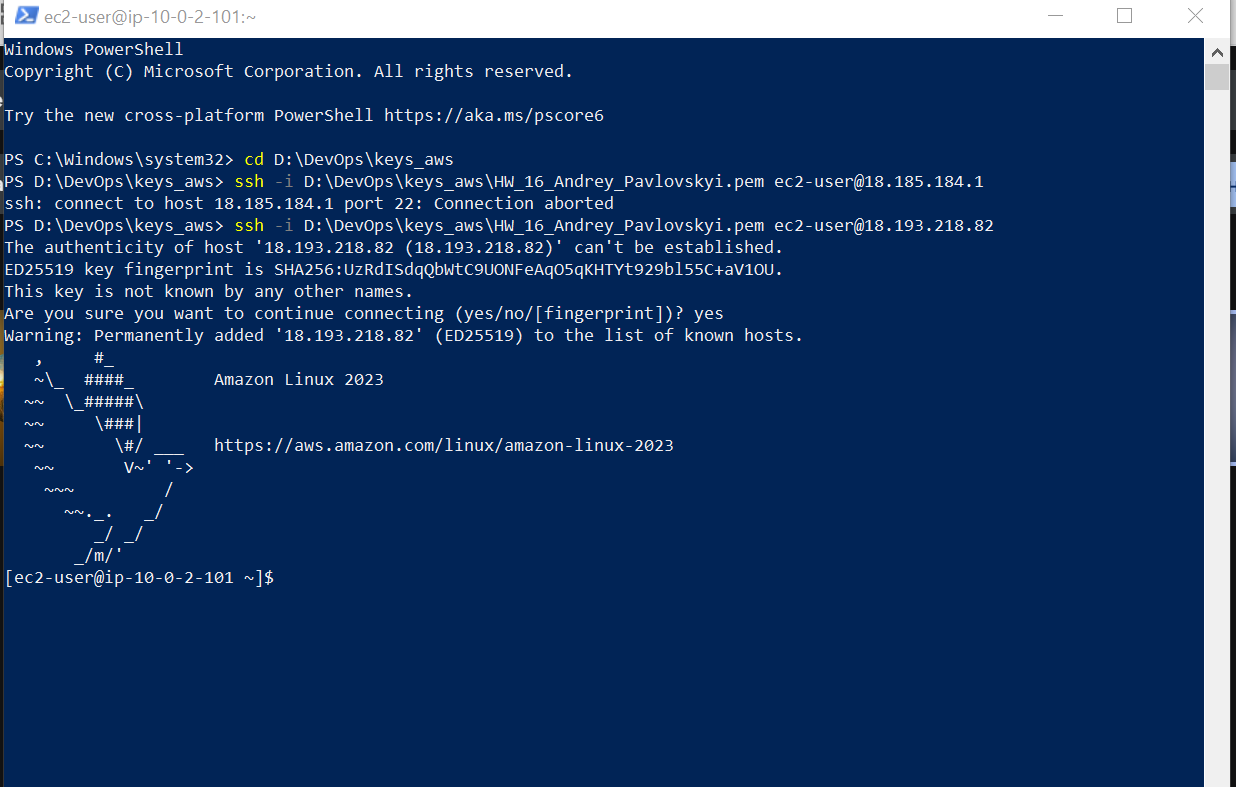 ec2-user@ip-10-0-2-101:~
Windows PowerShell
Copyright (C) Microsoft Corporation. All rights reserved.
Try the new cross-platform PowerShell https://aka.ms/pscore6
PS C:\Windows\system32> cd D:\DevOps\keys_aws
PS D:\DevOps\keys_aws> ssh -i D:\DevOps\keys_aws\HW_16_Andrey_Pavlovskyi.pem ec2-user@18.185.184.1
ssh: connect to host 18.185.184.1 port 22: Connection aborted
PS D:\DevOps\keys_aws> ssh -i D:\DevOps\keys_aws\HW_16_Andrey_Pavlovskyi.pem ec2-user@18.193.218.82
The authenticity of host '18.193.218.82 (18.193.218.82)' can't be established.
ED25519 key fingerprint is SHA256:UzRdISdqQbWtC9UONFeAqO5qKHTYt929bl55C+aV1OU.
This key is not known by any other names.
Are you sure you want to continue connecting (yes/no/[fingerprint])? yes
Warning: Permanently added '18.193.218.82' (ED25519) to the list of known hosts.
   ,     #_
   ~\_  ####_        Amazon Linux 2023
  ~~  \_#####\
  ~~     \###|
  ~~       \#/ ___   https://aws.amazon.com/linux/amazon-linux-2023
   ~~       V~' '->
    ~~~         /
      ~~._.   _/
         _/ _/
       _/m/'
[ec2-user@ip-10-0-2-101 ~]$